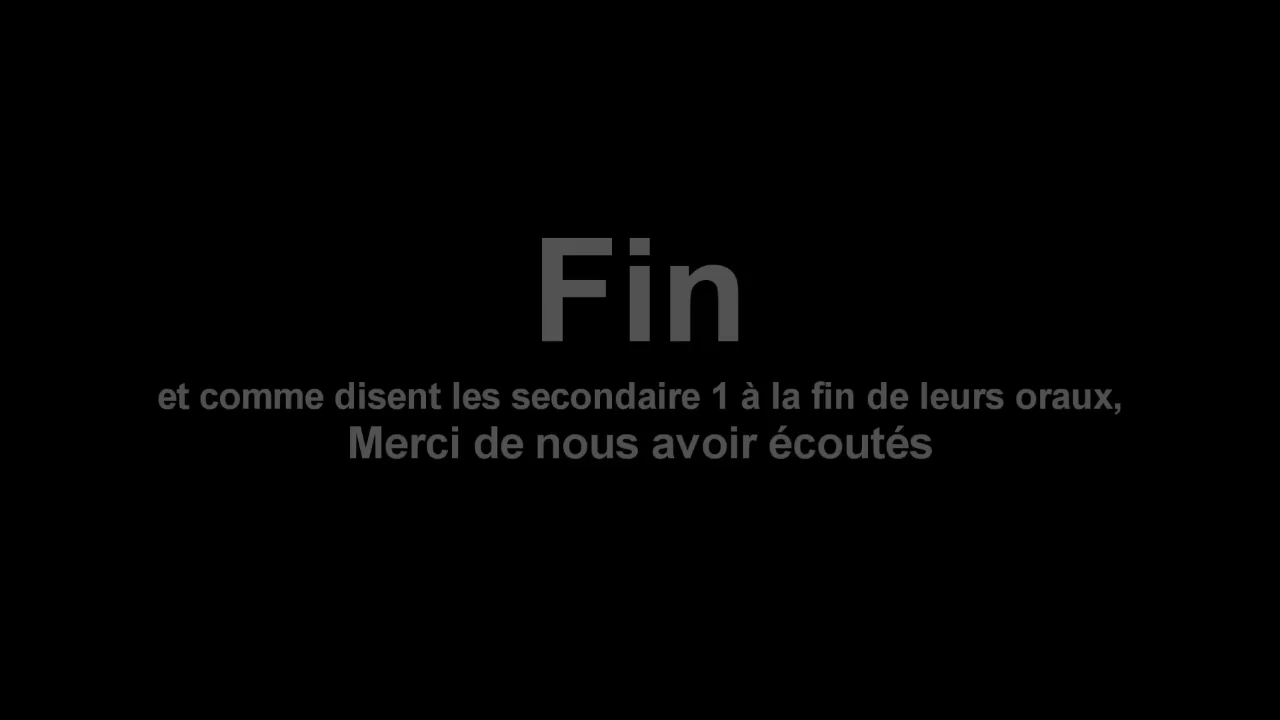 Fin
et comme disent les secondaire 1 à la fin de leurs oraux,
Merci de nous avoir écoutés